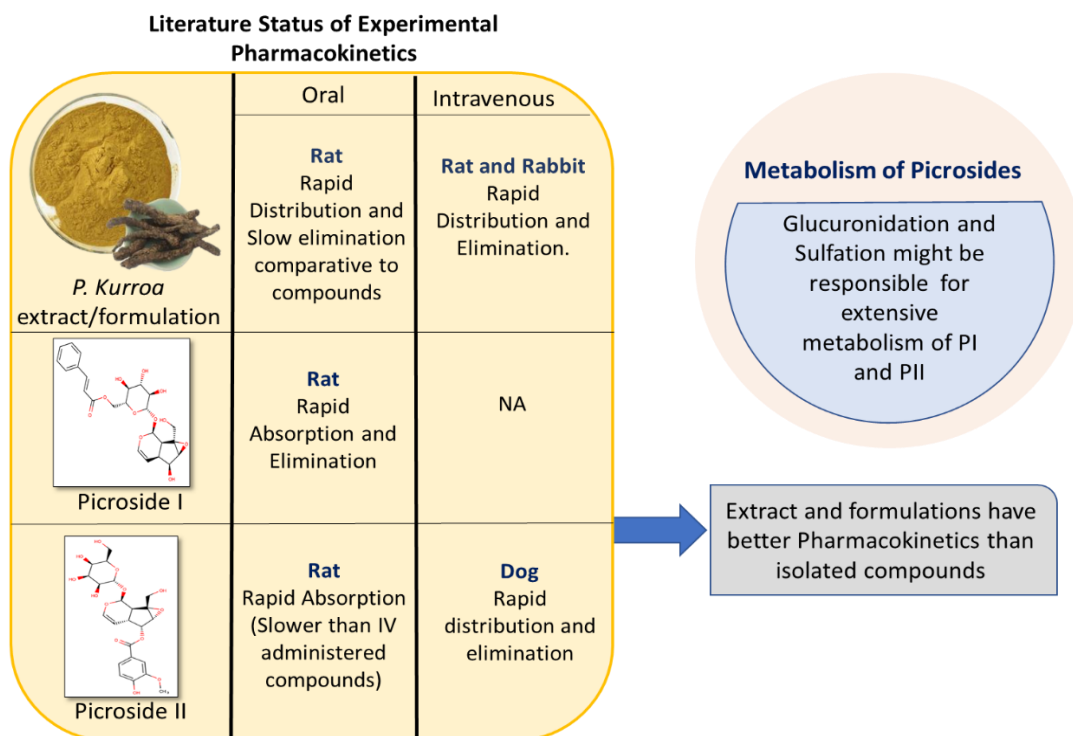 Literature Status of Experimental
Pharmacokinetics
Oral
Intravenous
P. Kurroa
extract/formulation
Rat
Rapid
Distribution and
Slow elimination
comparative to
compounds
Rat and Rabbit
Rapid
Distribution and
Elimination.
Picroside I
Rat
Rapid
Absorption and
Elimination
NA
Picroside II
Rat
Rapid Absorption
(Slower than IV
administered
compounds)
Dog
Rapid
distribution and
elimination
Metabolism of Picrosides
Glucuronidation and
Sulfation might be
responsible for
extensive
metabolism of PI
and PII
Extract and formulations have
better Pharmacokinetics than
isolated compounds